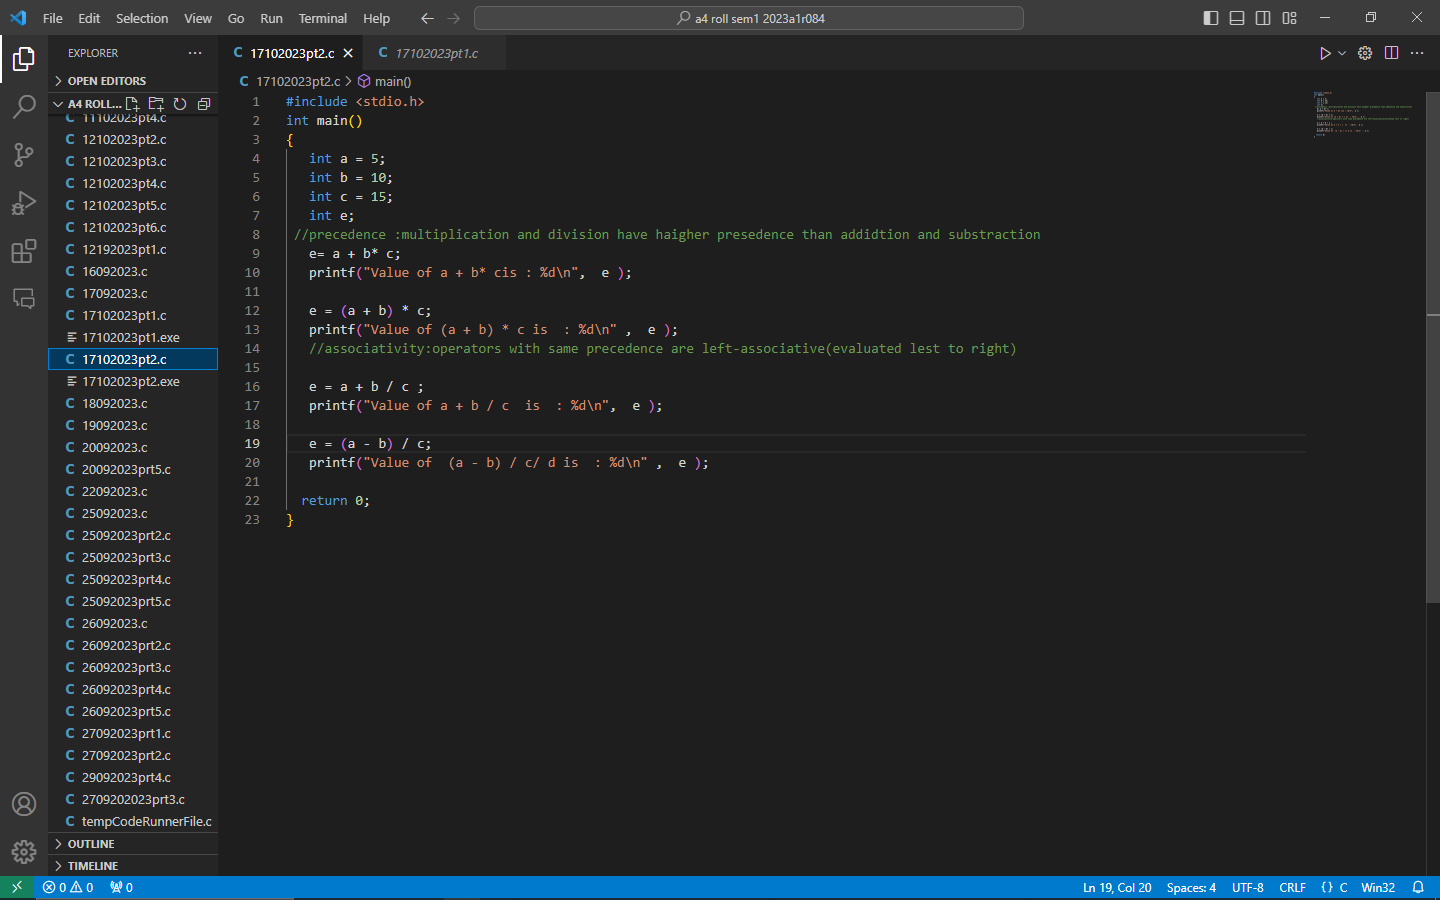 File Edit Selection View Go Run Terminal Help
a4 roll sem1 2023a1r084
EXPLORER
OPEN EDITORS
A4 ROLL...
11102023pt4.c
12102023pt2.c
12102023pt3.c
12102023pt4.c
12102023pt5.c
12102023pt6.c
12192023pt1.c
16092023.c
17092023.c
17102023pt1.c
17102023pt1.exe
17102023pt2.c
17102023pt2.exe
18092023.c
19092023.c
20092023.c
20092023prt5.c
22092023.c
25092023.c
25092023prt2.c
25092023prt3.c
25092023prt4.c
25092023prt5.c
26092023.c
26092023prt2.c
26092023prt3.c
26092023prt4.c
26092023prt5.c
27092023prt1.c
27092023prt2.c
29092023prt4.c
2709202023prt3.c
tempCodeRunnerFile.c
OUTLINE
TIMELINE
C 17102023pt2.c
C 17102023pt1.c
C 17102023pt2.c > main()
1 #include <stdio.h>
2 int main()
3 {
4 int a = 5;
5 int b = 10;
6 int c = 15;
7 int e;
8 //precedence :multiplication and division have haigher presedence than addidtion and substraction
9 e= a + b* c;
10 printf("Value of a + b* cis : %d\n",  e );
11
12 e = (a + b) * c;
13 printf("Value of (a + b) * c is  : %d\n" ,  e );
14 //associativity:operators with same precedence are left-associative(evaluated lest to right)
15
16 e = a + b / c ;
17 printf("Value of a + b / c  is  : %d\n",  e );
18
19 e = (a - b) / c;
20 printf("Value of  (a - b) / c/ d is  : %d\n" ,  e );
21
22 return 0;
23 }
0 0 0
Ln 19, Col 20 Spaces: 4 UTF-8 CRLF {} C Win32